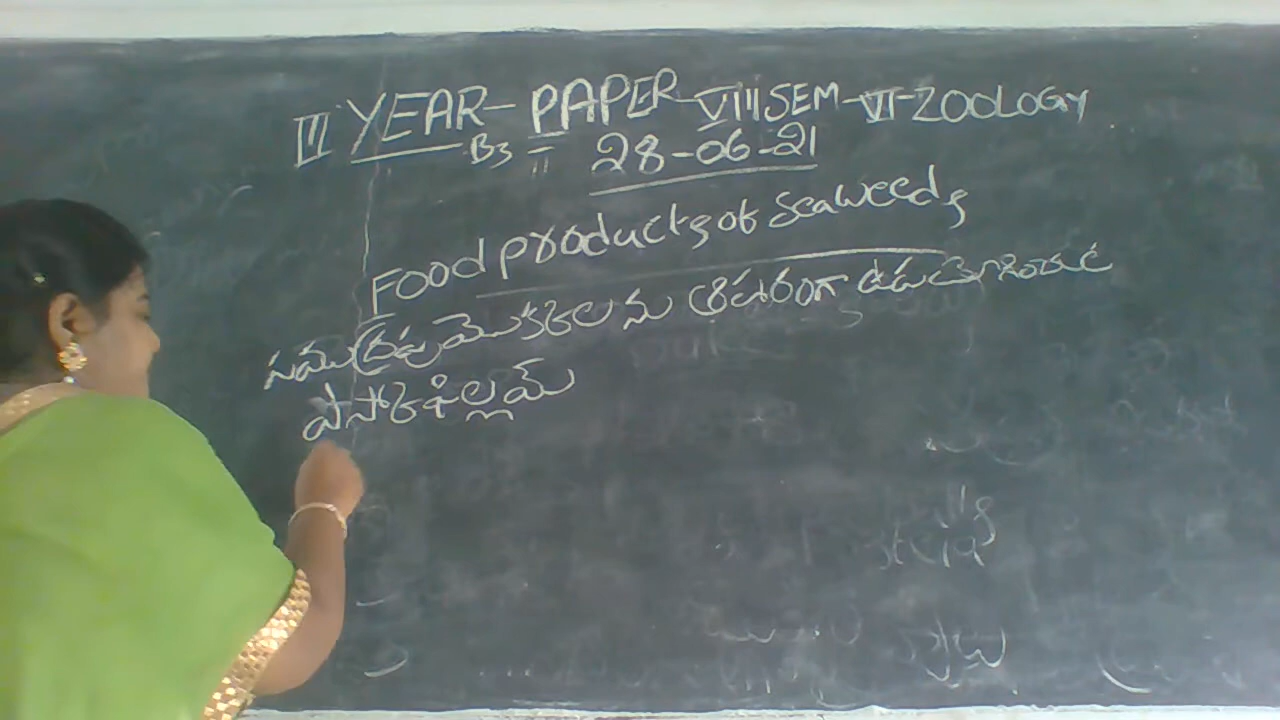 III YEAR - PAPER - VIII SEM - VI - ZOOLOGY
B3 = 28-06-21
Food products of Seaweeds
సముద్రపు మొక్కలను ఆహారంగా ఉపయోగించుట